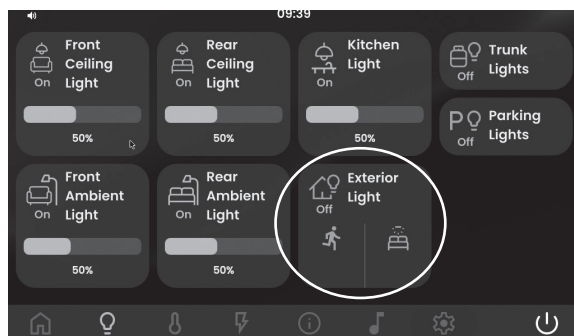 09:39
Front
Ceiling
Light
On
50%
Rear
Ceiling
Light
On
50%
Kitchen
Light
On
50%
Trunk
Lights
Off
P
Parking
Lights
Off
Front
Ambient
Light
On
50%
Rear
Ambient
Light
On
50%
Exterior
Light
Off